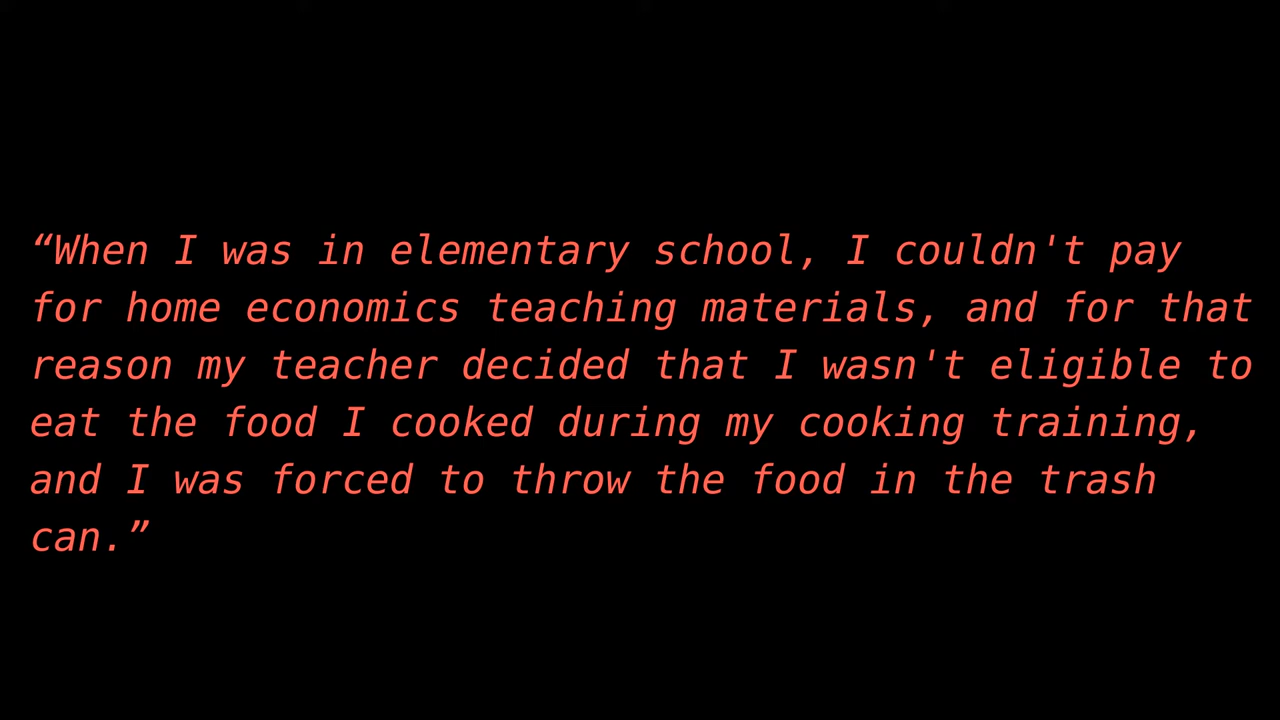 “When I was in elementary school, I couldn't pay
for home economics teaching materials, and for that
reason my teacher decided that I wasn't eligible to
eat the food I cooked during my cooking training,
and I was forced to throw the food in the trash
can.”